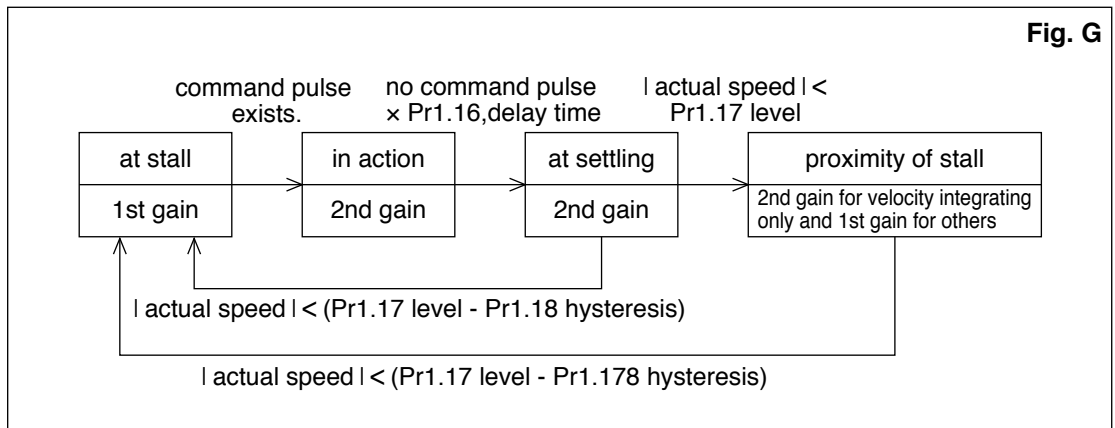 Fig. G
command pulse
exists.
no command pulse
× Pr1.16,delay time
| actual speed | <
Pr1.17 level
at stall
1st gain
in action
2nd gain
at settling
2nd gain
proximity of stall
2nd gain for velocity integrating
only and 1st gain for others
| actual speed | < (Pr1.17 level - Pr1.18 hysteresis)
| actual speed | < (Pr1.17 level - Pr1.178 hysteresis)